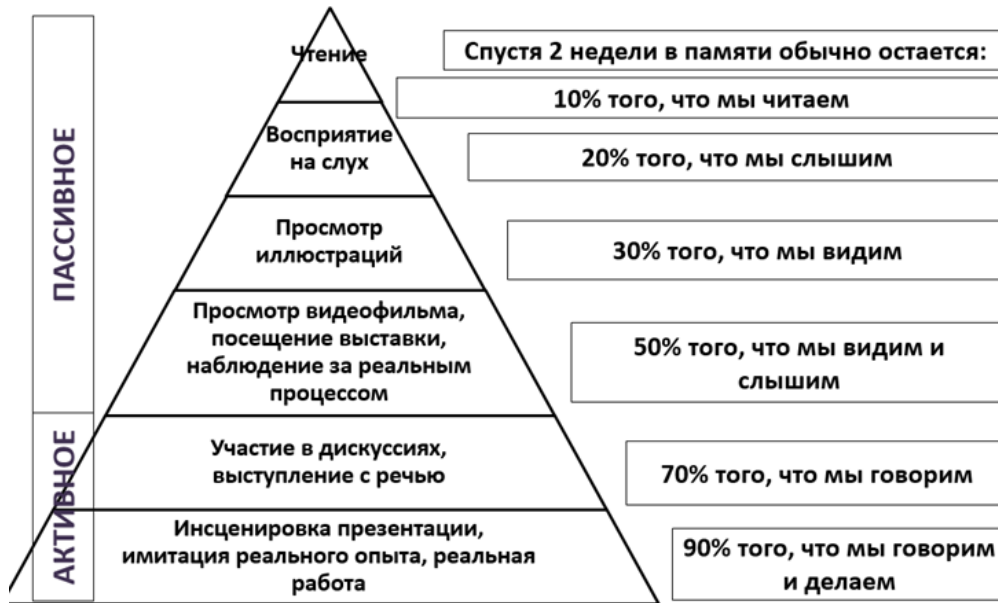 ПАССИВНОЕ
АКТИВНОЕ
Чтение
Восприятие
на слух
Просмотр
иллюстраций
Просмотр видеофильма,
посещение выставки,
наблюдение за реальным
процессом
Участие в дискуссиях,
выступление с речью
Инсценировка презентации,
имитация реального опыта, реальная
работа
Спустя 2 недели в памяти обычно остается:
10% того, что мы читаем
20% того, что мы слышим
30% того, что мы видим
50% того, что мы видим и
слышим
70% того, что мы говорим
90% того, что мы говорим
и делаем